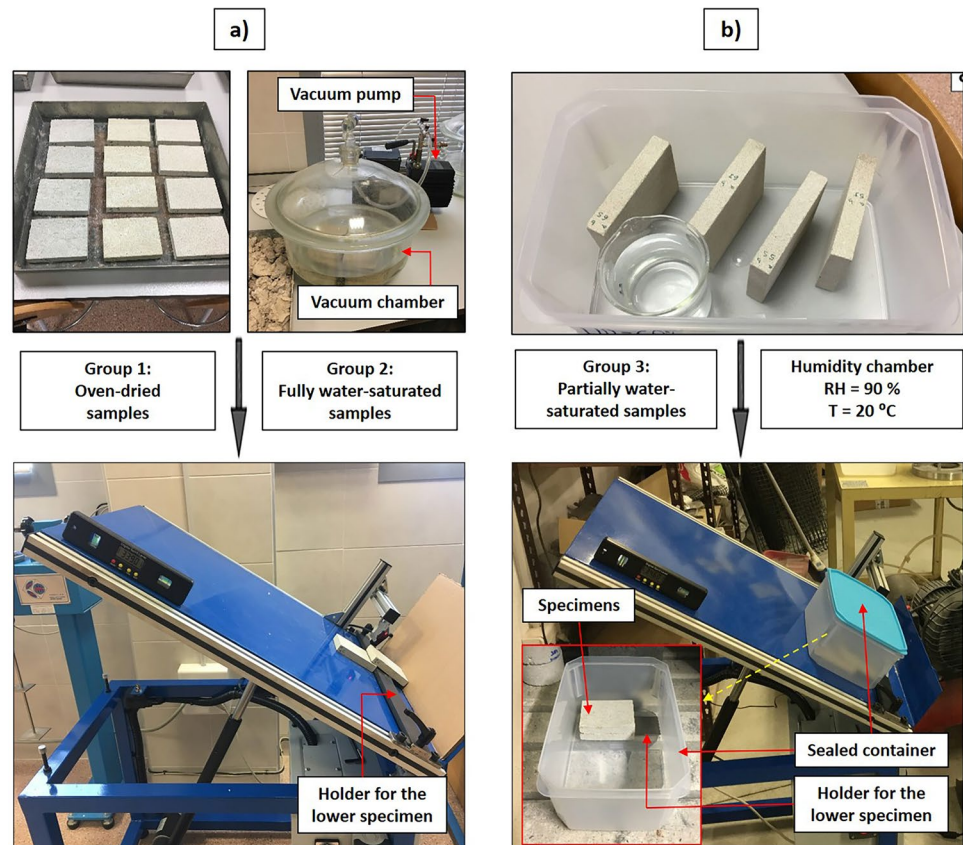 a)
b)
Vacuum pump
Vacuum chamber
Group 1:
Oven-dried
samples
Group 2:
Fully water-saturated
samples
Group 3:
Partially water-
saturated samples
Humidity chamber
RH = 90 %
T = 20 ⁰C
Holder for the
lower specimen
Specimens
Sealed container
Holder for the
lower specimen